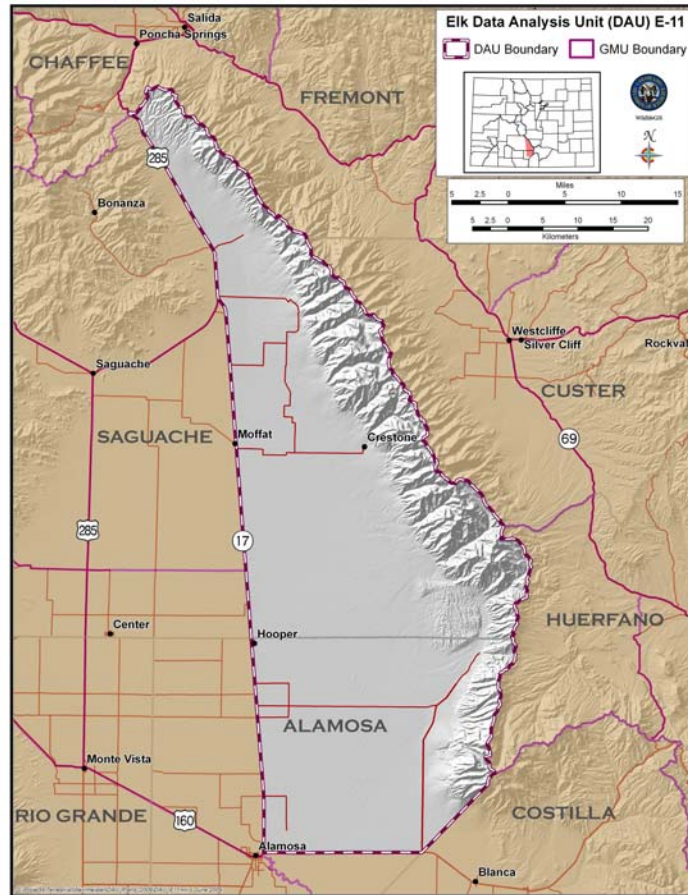 Elk Data Analysis Unit (DAU) E-11
DAU Boundary GMU Boundary
N
Miles
5 2.5 0 5 10 15
5 2.5 0 5 10 15 20
Kilometers
Salida
Poncha Springs
CHAFFEE
FREMONT
285
Bonanza
Westcliffe
Silver Cliff
Saguache
CUSTER
SAGUACHE
Moffat
Crestone
69
285
17
Center
Hooper
HUERFANO
ALAMOSA
Monte Vista
RIO GRANDE
160
COSTILLA
Alamosa
Blanca